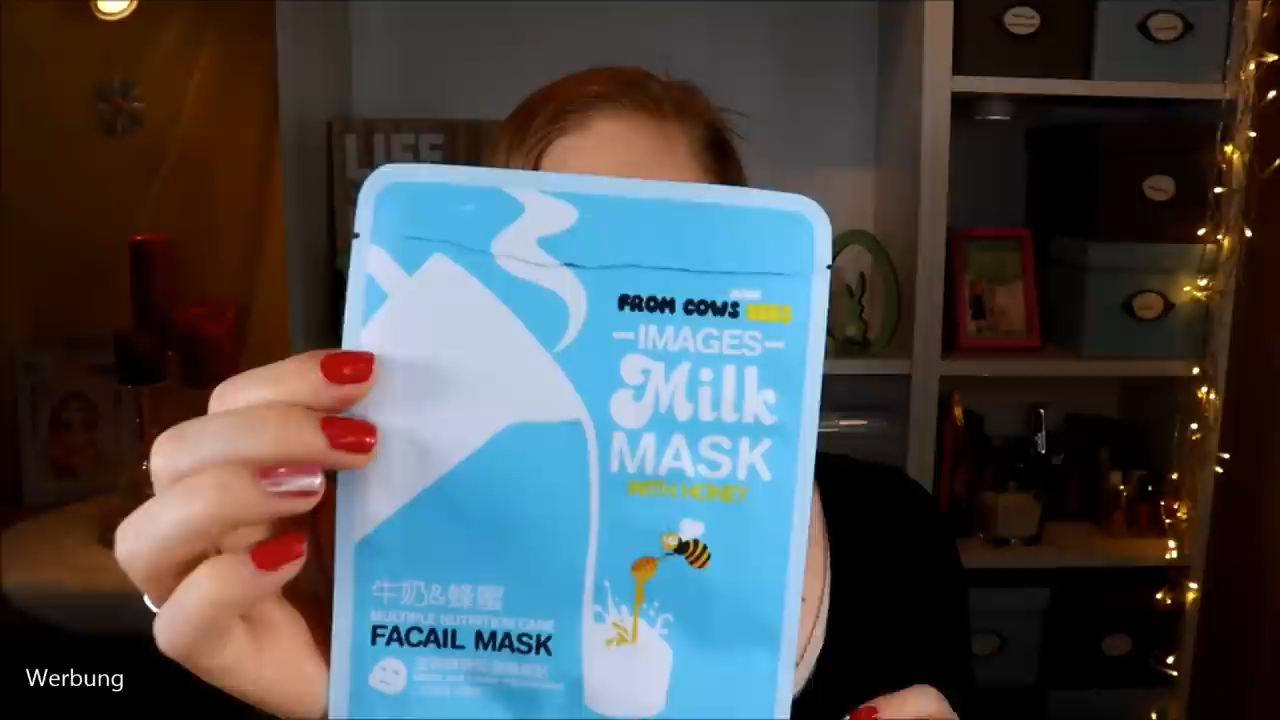 LIFE
FROM COWS
-IMAGES-
Milk
MASK
WITH HONEY
牛奶&蜂蜜
MULTIPLE NUTRITION CARE
FACAIL MASK
Werbung